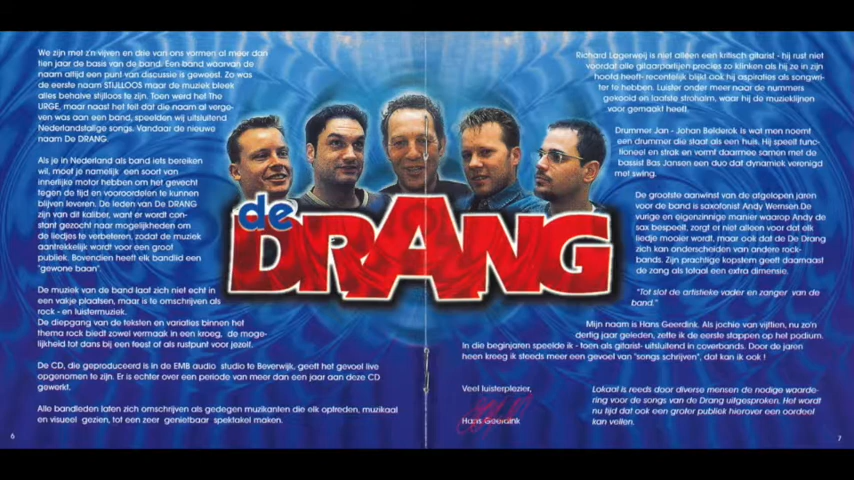 We zijn met z'n vijven en drie van ons vormen al meer dan
tien jaar de basis van de band. Een band waarvan de
naam altijd een punt van discussie is geweest. Zo was
de eerste naam STIJLLOOS maar de muziek bleek
alles behalve stijlloos te zijn. Toen werd het The
URGE, maar naast het feit dat die naam al verge-
ven was aan een band, speelden wij uitsluitend
Nederlandstalige songs. Vandaar de nieuwe
naam De DRANG.
Als je in Nederland als band iets bereiken
wil, moet je namelijk een soort van
innerlijke motor hebben om het gevecht
tegen de tijd en vooroordelen te kunnen
blijven leveren. De leden van De DRANG
zijn van dit kaliber, want er wordt con-
stant gezocht naar mogelijkheden om
de liedjes te verbeteren, zodat de muziek
aantrekkelijk wordt voor een groot
publiek. Bovendien heeft elk bandlid een
"gewone baan".
De muziek van de band laat zich niet echt in
een vakje plaatsen, maar is te omschrijven als
rock - en luistermuziek.
De diepgang van de teksten en variaties binnen het
thema rock biedt zowel vermaak in een kroeg, de moge-
lijkheid tot dans bij een feest of als rustpunt voor jezelf.
De CD, die geproduceerd is in de EMB audio studio te Beverwijk, geeft het gevoel live
opgenomen te zijn. Er is echter over een periode van meer dan een jaar aan deze CD
gewerkt.
Alle bandleden laten zich omschrijven als gedegen muzikanten die elk optreden, muzikaal
en visueel gezien, tot een zeer genietbaar spektakel maken.
6
de
DRANG
Richard Lagerweij is niet alleen een kritisch gitarist - hij rust niet
voordat alle gitaarpartijen precies zo klinken als hij ze in zijn
hoofd heeft- recentelijk blijkt ook hij aspiraties als songwri-
ter te hebben. Luister onder meer naar de nummers
gekooid en laatste strohalm, waar hij de muzieklijnen
voor gemaakt heeft.
Drummer Jan - Johan Belderok is wat men noemt
een drummer die staat als een huis. Hij speelt func-
tioneel en strak en vormt daarmee samen met de
bassist Bas Jansen een duo dat dynamiek verenigd
met swing.
De grootste aanwinst van de afgelopen jaren
voor de band is saxofonist Andy Wemsen. De
vurige en eigenzinnige manier waarop Andy de
sax bespeelt, zorgt er niet alleen voor dat elk
liedje mooier wordt, maar ook dat de De Drang
zich kan onderscheiden van andere rock-
bands. Zijn prachtige kopstem geeft daarnaast
de zang als totaal een extra dimensie.
"Tot slot de artistieke vader en zanger van de
band."
Mijn naam is Hans Geerdink. Als jochie van vijftien, nu zo'n
dertig jaar geleden, zette ik de eerste stappen op het podium.
In die beginjaren speelde ik - toen als gitarist- uitsluitend in coverbands. Door de jaren
heen kreeg ik steeds meer een gevoel van "songs schrijven", dat kan ik ook !
Veel luisterplezier,
Hans Geerdink
Lokaal is reeds door diverse mensen de nodige waarde-
ring voor de songs van de Drang uitgesproken. Het wordt
nu tijd dat ook een groter publiek hierover een oordeel
kan vellen.
7